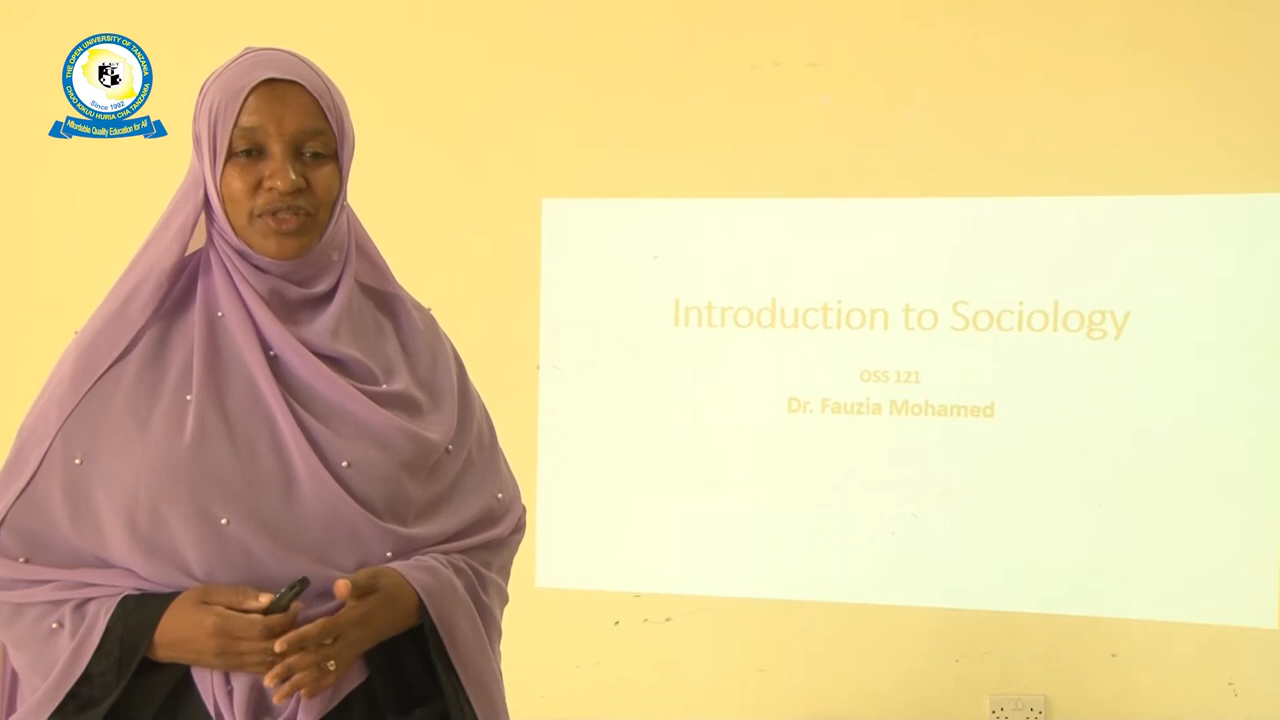 THE OPEN UNIVERSITY OF TANZANIA
CHUO KIKUU HURIA CHA TANZANIA
Since 1992
Affordable Quality Education for All
Introduction to Sociology
OSS 121
Dr. Fauzia Mohamed